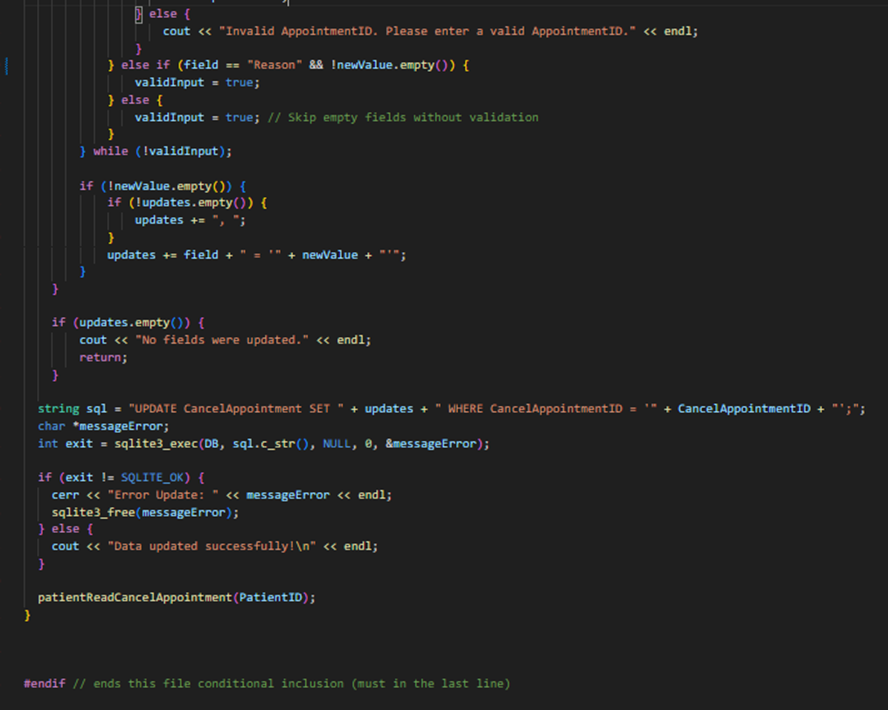 } else {
cout << "Invalid AppointmentID. Please enter a valid AppointmentID." << endl;
}
} else if (field == "Reason" && !newValue.empty()) {
validInput = true;
} else {
validInput = true; // Skip empty fields without validation
}
} while (!validInput);
if (!newValue.empty()) {
if (!updates.empty()) {
updates += ", ";
}
updates += field + " = '" + newValue + "'";
}
}
if (updates.empty()) {
cout << "No fields were updated." << endl;
return;
}
string sql = "UPDATE CancelAppointment SET " + updates + " WHERE CancelAppointmentID = '" + CancelAppointmentID + "';";
char *messageError;
int exit = sqlite3_exec(DB, sql.c_str(), NULL, 0, &messageError);
if (exit != SQLITE_OK) {
cerr << "Error Update: " << messageError << endl;
sqlite3_free(messageError);
} else {
cout << "Data updated successfully!\n" << endl;
}
patientReadCancelAppointment(PatientID);
}
#endif // ends this file conditional inclusion (must in the last line)